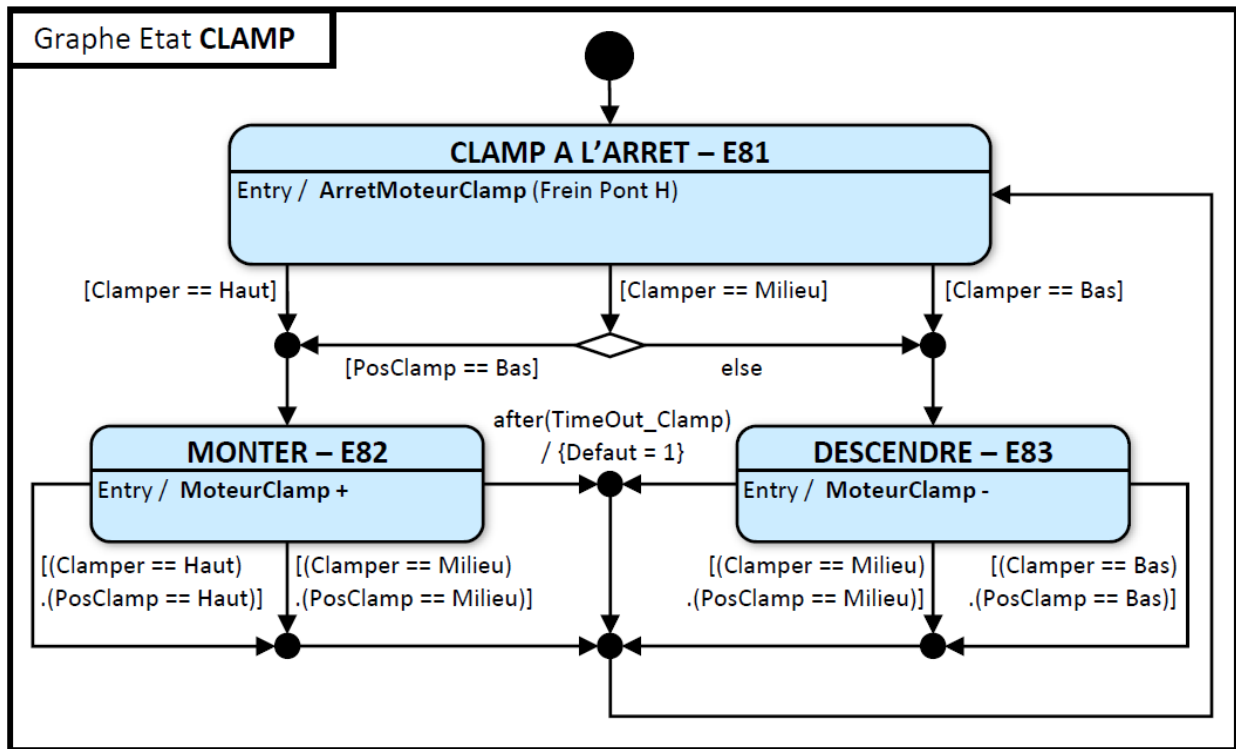 Graphe Etat CLAMP
CLAMP A L'ARRET – E81
Entry / ArretMoteurClamp (Frein Pont H)
[Clamper == Haut]
[Clamper == Milieu]
[Clamper == Bas]
[PosClamp == Bas]
else
after(TimeOut_Clamp)
/ {Defaut = 1}
MONTER – E82
Entry / MoteurClamp +
DESCENDRE – E83
Entry / MoteurClamp -
[(Clamper == Haut)
.(PosClamp == Haut)]
[(Clamper == Milieu)
.(PosClamp == Milieu)]
[(Clamper == Milieu)
.(PosClamp == Milieu)]
[(Clamper == Bas)
.(PosClamp == Bas)]